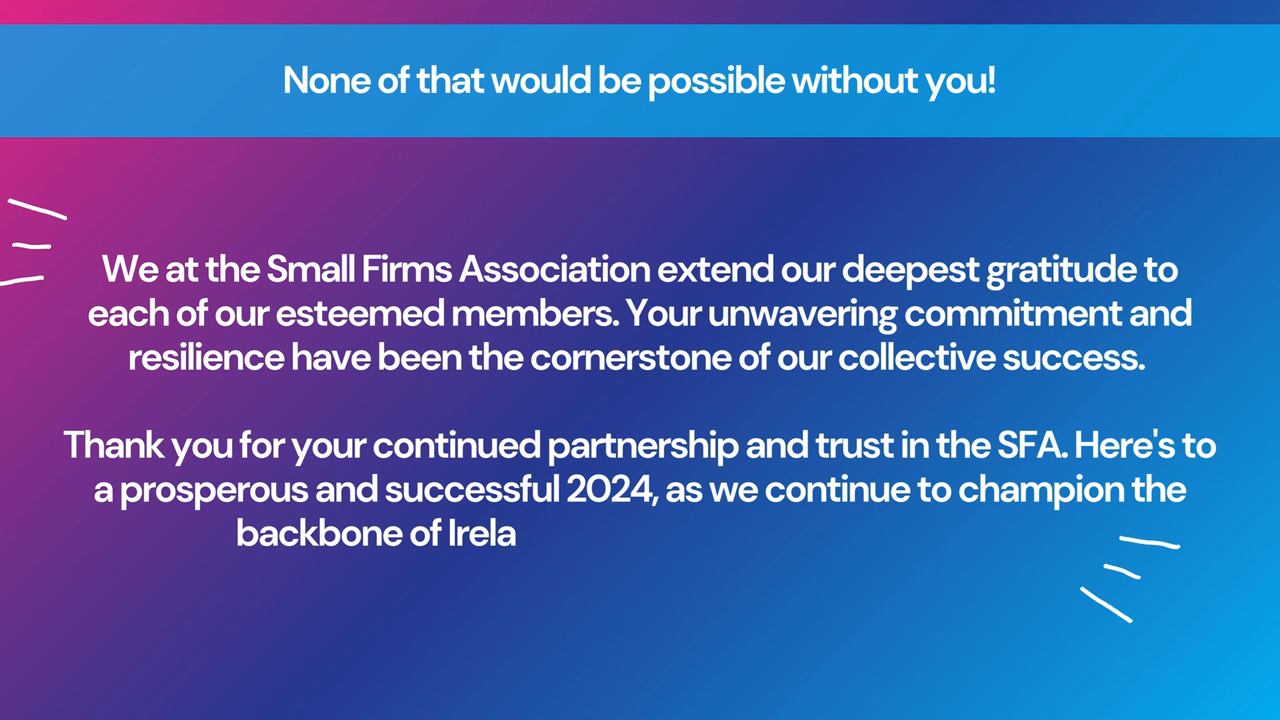 None of that would be possible without you!
We at the Small Firms Association extend our deepest gratitude to
each of our esteemed members. Your unwavering commitment and
resilience have been the cornerstone of our collective success.
Thank you for your continued partnership and trust in the SFA. Here's to
a prosperous and successful 2024, as we continue to champion the
backbone of Irela